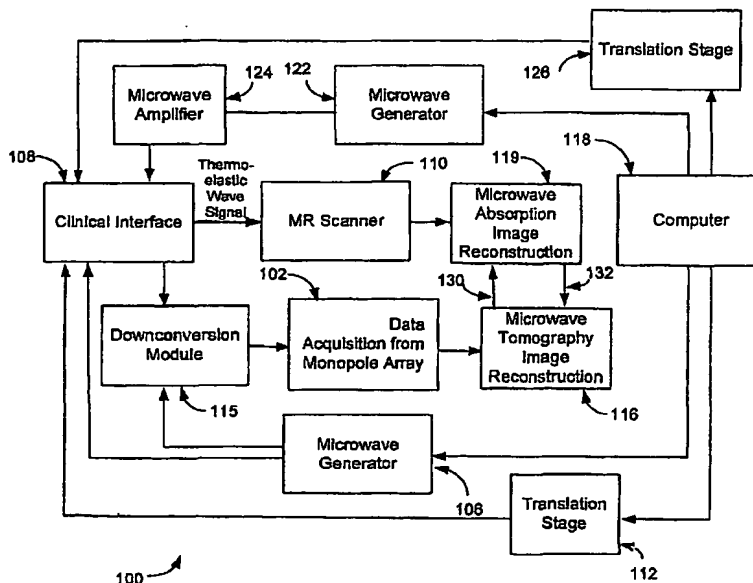 Translation Stage
126
124
Microwave
Amplifier
122
Microwave
Generator
118
108
Thermo-
elastic
Wave
Signal
110
119
Clinical Interface
MR Scanner
Microwave
Absorption
Image
Reconstruction
Computer
102
130
132
Downconversion
Module
Data
Acquisition from
Monopole Array
Microwave
Tomography
Image
Reconstruction
115
116
Microwave
Generator
106
Translation
Stage
112
100